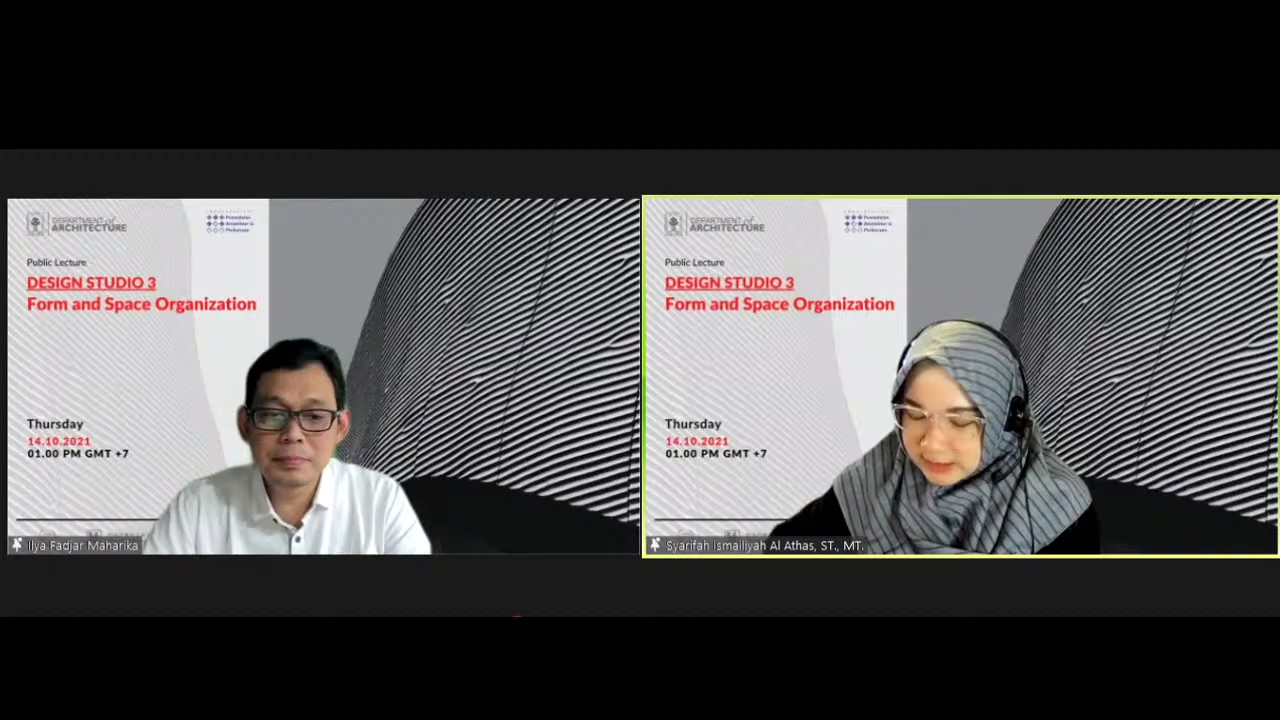 DEPARTMENT of
ARCHITECTURE
Public Lecture
DESIGN STUDIO 3
Form and Space Organization
Thursday
14.10.2021
01.00 PM GMT +7
Ilya Fadjar Maharika
DEPARTMENT of
ARCHITECTURE
Public Lecture
DESIGN STUDIO 3
Form and Space Organization
Thursday
14.10.2021
01.00 PM GMT +7
Syarifah Ismailiyah Al Athas, ST., MT.